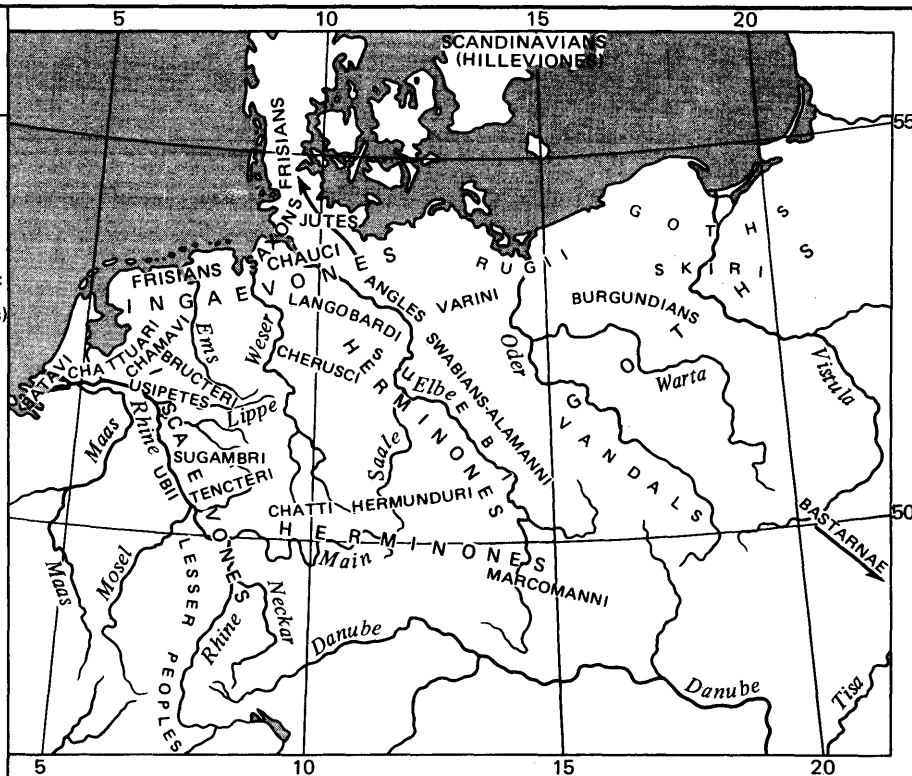 5
10
15
20
SCANDINAVIANS
(HILLEVIONES)
55
FRISIANS
JUTES
GOTHS
CHAUCI
RUGII
SKIRI
FRISIANS
INGAEVONES
ANGLES
VARINI
BURGUNDIANS
LANGOBARDI
GOTHS
BATAVI
CHATTUARI
CHAMAVI
Ems
Weser
CHERUSCI
HERMINONES
SUEBI
SWABIANS-ALAMANNI
Oder
Warta
Vistula
BRUCTERI
USIPETES
Lippe
Elbe
VANDALS
Maas
Rhine
ISCAEVONES
SUGAMBRI
Saale
UBII
TENCTERI
CHATTI
HERMUNDURI
50
BASTARNAE
HERMINONES
Main
MARCOMANNI
Maas
Mosel
LESSER PEOPLES
Rhine
Neckar
Danube
Danube
Tisa
5
10
15
20